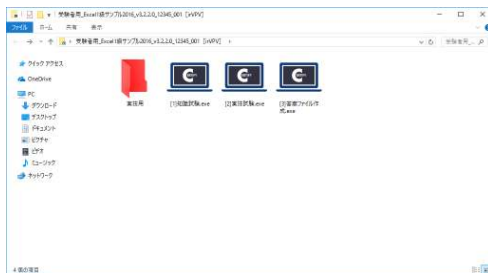 受験者用_Excel1級サンプル2016_v3.2.2.0_12345_001 [srVPV]
ファイル ホーム 共有 表示
受験者用_Excel1級サンプル2016_v3.2.2.0_12345_001 [srVPV]
クイック アクセス
OneDrive
PC
ダウンロード
デスクトップ
ドキュメント
ピクチャ
ビデオ
ミュージック
ネットワーク
実技用
[1]知識試験.exe
[2]実技試験.exe
[3]答案ファイル作成.exe
4 個の項目